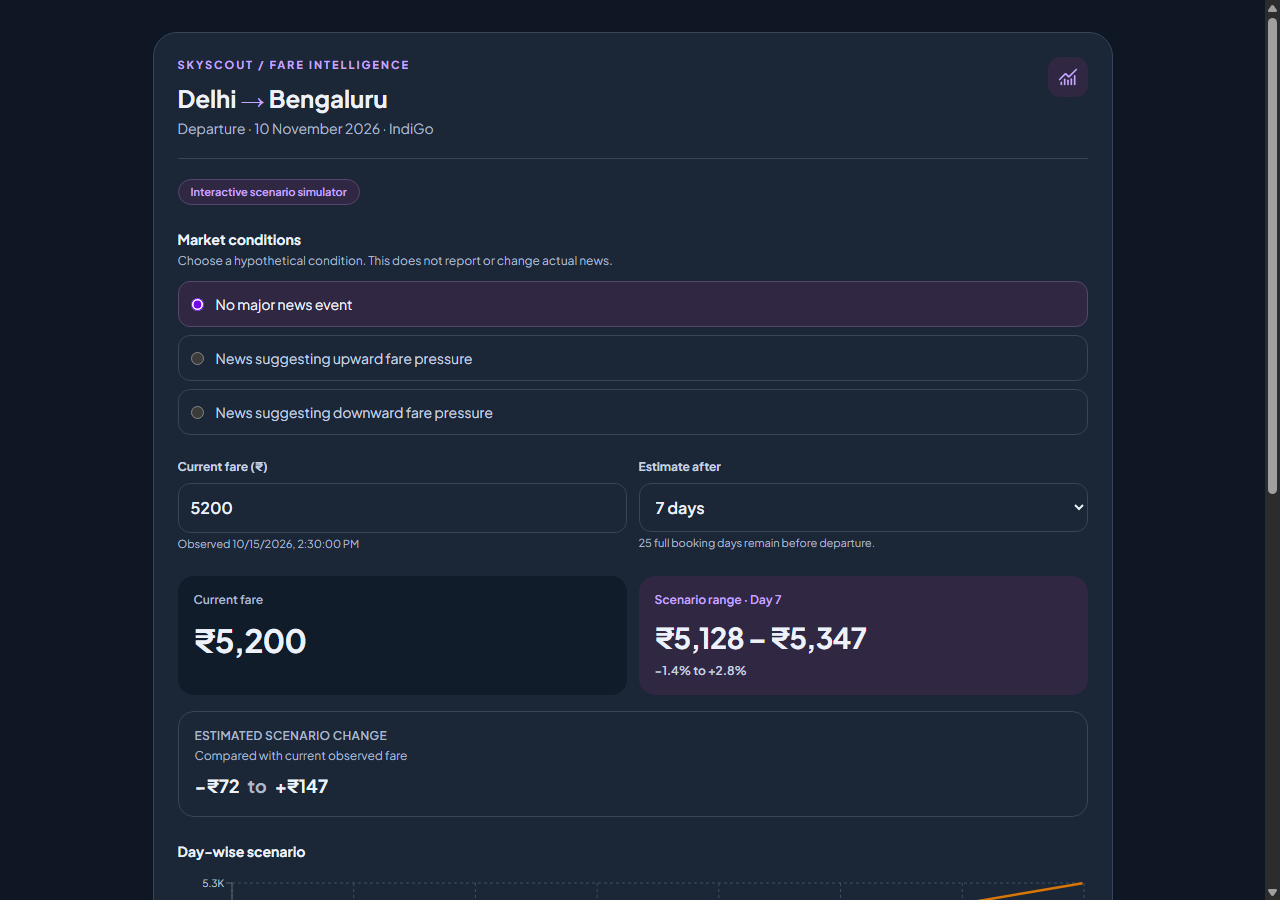 SKYSCOUT / FARE INTELLIGENCE
Delhi → Bengaluru
Departure · 10 November 2026 · IndiGo
Interactive scenario simulator
Market conditions
Choose a hypothetical condition. This does not report or change actual news.
No major news event
News suggesting upward fare pressure
News suggesting downward fare pressure
Current fare (₹)
5200
Observed 10/15/2026, 2:30:00 PM
Estimate after
7 days
25 full booking days remain before departure.
Current fare
₹5,200
Scenario range · Day 7
₹5,128 – ₹5,347
-1.4% to +2.8%
ESTIMATED SCENARIO CHANGE
Compared with current observed fare
-₹72 to +₹147
Day-wise scenario
5.3K